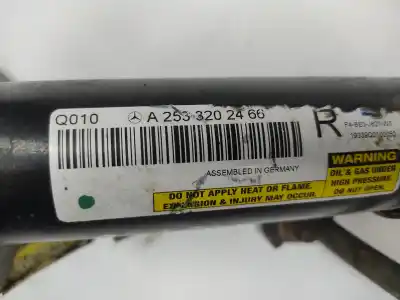 Q010 A 253 320 24 66
R
ASSEMBLED IN GERMANY
WARNING
OIL & GAS UNDER
HIGH PRESSURE.
DO NOT OPEN.
DO NOT APPLY HEAT OR FLAME.
EXPLOSION & INJURY MAY OCCUR.